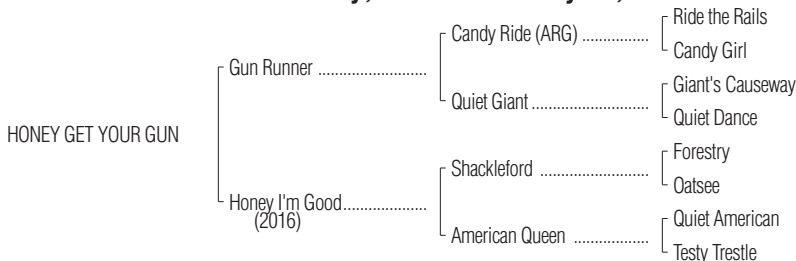 Ride the Rails
Candy Ride (ARG) ................
Candy Girl
Gun Runner ..........................
Giant's Causeway
Quiet Giant ............................
Quiet Dance
HONEY GET YOUR GUN
Forestry
Shackleford ..........................
Oatsee
Honey I'm Good ....................
(2016)
Quiet American
American Queen ..................
Testy Trestle